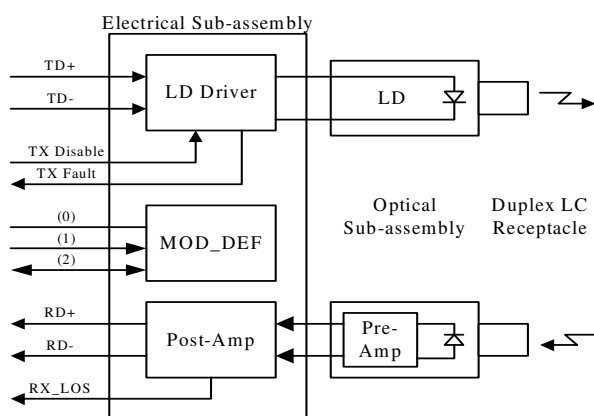 Electrical Sub-assembly
TD+
TD-
LD Driver
LD
TX Disable
TX Fault
(0)
(1)
(2)
MOD_DEF
Optical
Sub-assembly
Duplex LC
Receptacle
RD+
RD-
Post-Amp
Pre-
Amp
RX_LOS